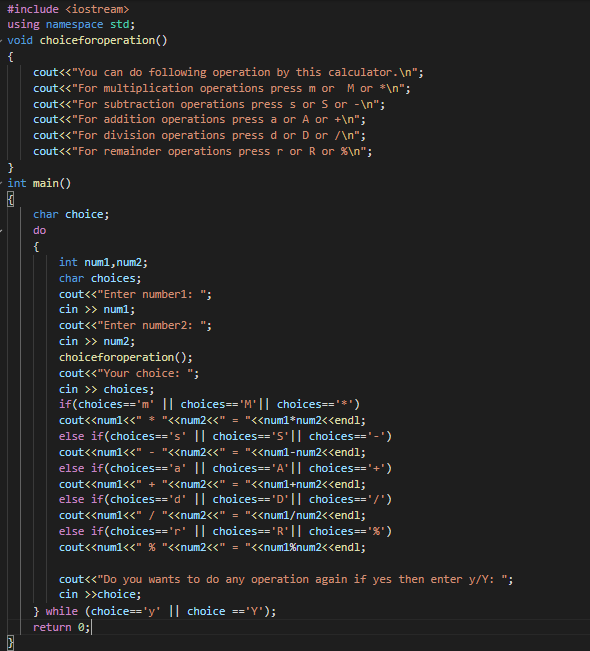 #include <iostream>
using namespace std;
void choiceforoperation()
{
    cout<<"You can do following operation by this calculator.\n";
    cout<<"For multiplication operations press m or  M or *\n";
    cout<<"For subtraction operations press s or S or -\n";
    cout<<"For addition operations press a or A or +\n";
    cout<<"For division operations press d or D or /\n";
    cout<<"For remainder operations press r or R or %\n";
}
int main()
{
    char choice;
    do
    {
        int num1,num2;
        char choices;
        cout<<"Enter number1: ";
        cin >> num1;
        cout<<"Enter number2: ";
        cin >> num2;
        choiceforoperation();
        cout<<"Your choice: ";
        cin >> choices;
        if(choices=='m' || choices=='M'|| choices=='*')
        cout<<num1<<" * "<<num2<<" = "<<num1*num2<<endl;
        else if(choices=='s' || choices=='S'|| choices=='-')
        cout<<num1<<" - "<<num2<<" = "<<num1-num2<<endl;
        else if(choices=='a' || choices=='A'|| choices=='+')
        cout<<num1<<" + "<<num2<<" = "<<num1+num2<<endl;
        else if(choices=='d' || choices=='D'|| choices=='/')
        cout<<num1<<" / "<<num2<<" = "<<num1/num2<<endl;
        else if(choices=='r' || choices=='R'|| choices=='%')
        cout<<num1<<" % "<<num2<<" = "<<num1%num2<<endl;

        cout<<"Do you wants to do any operation again if yes then enter y/Y: ";
        cin >>choice;
    } while (choice=='y' || choice =='Y');
    return 0;
}